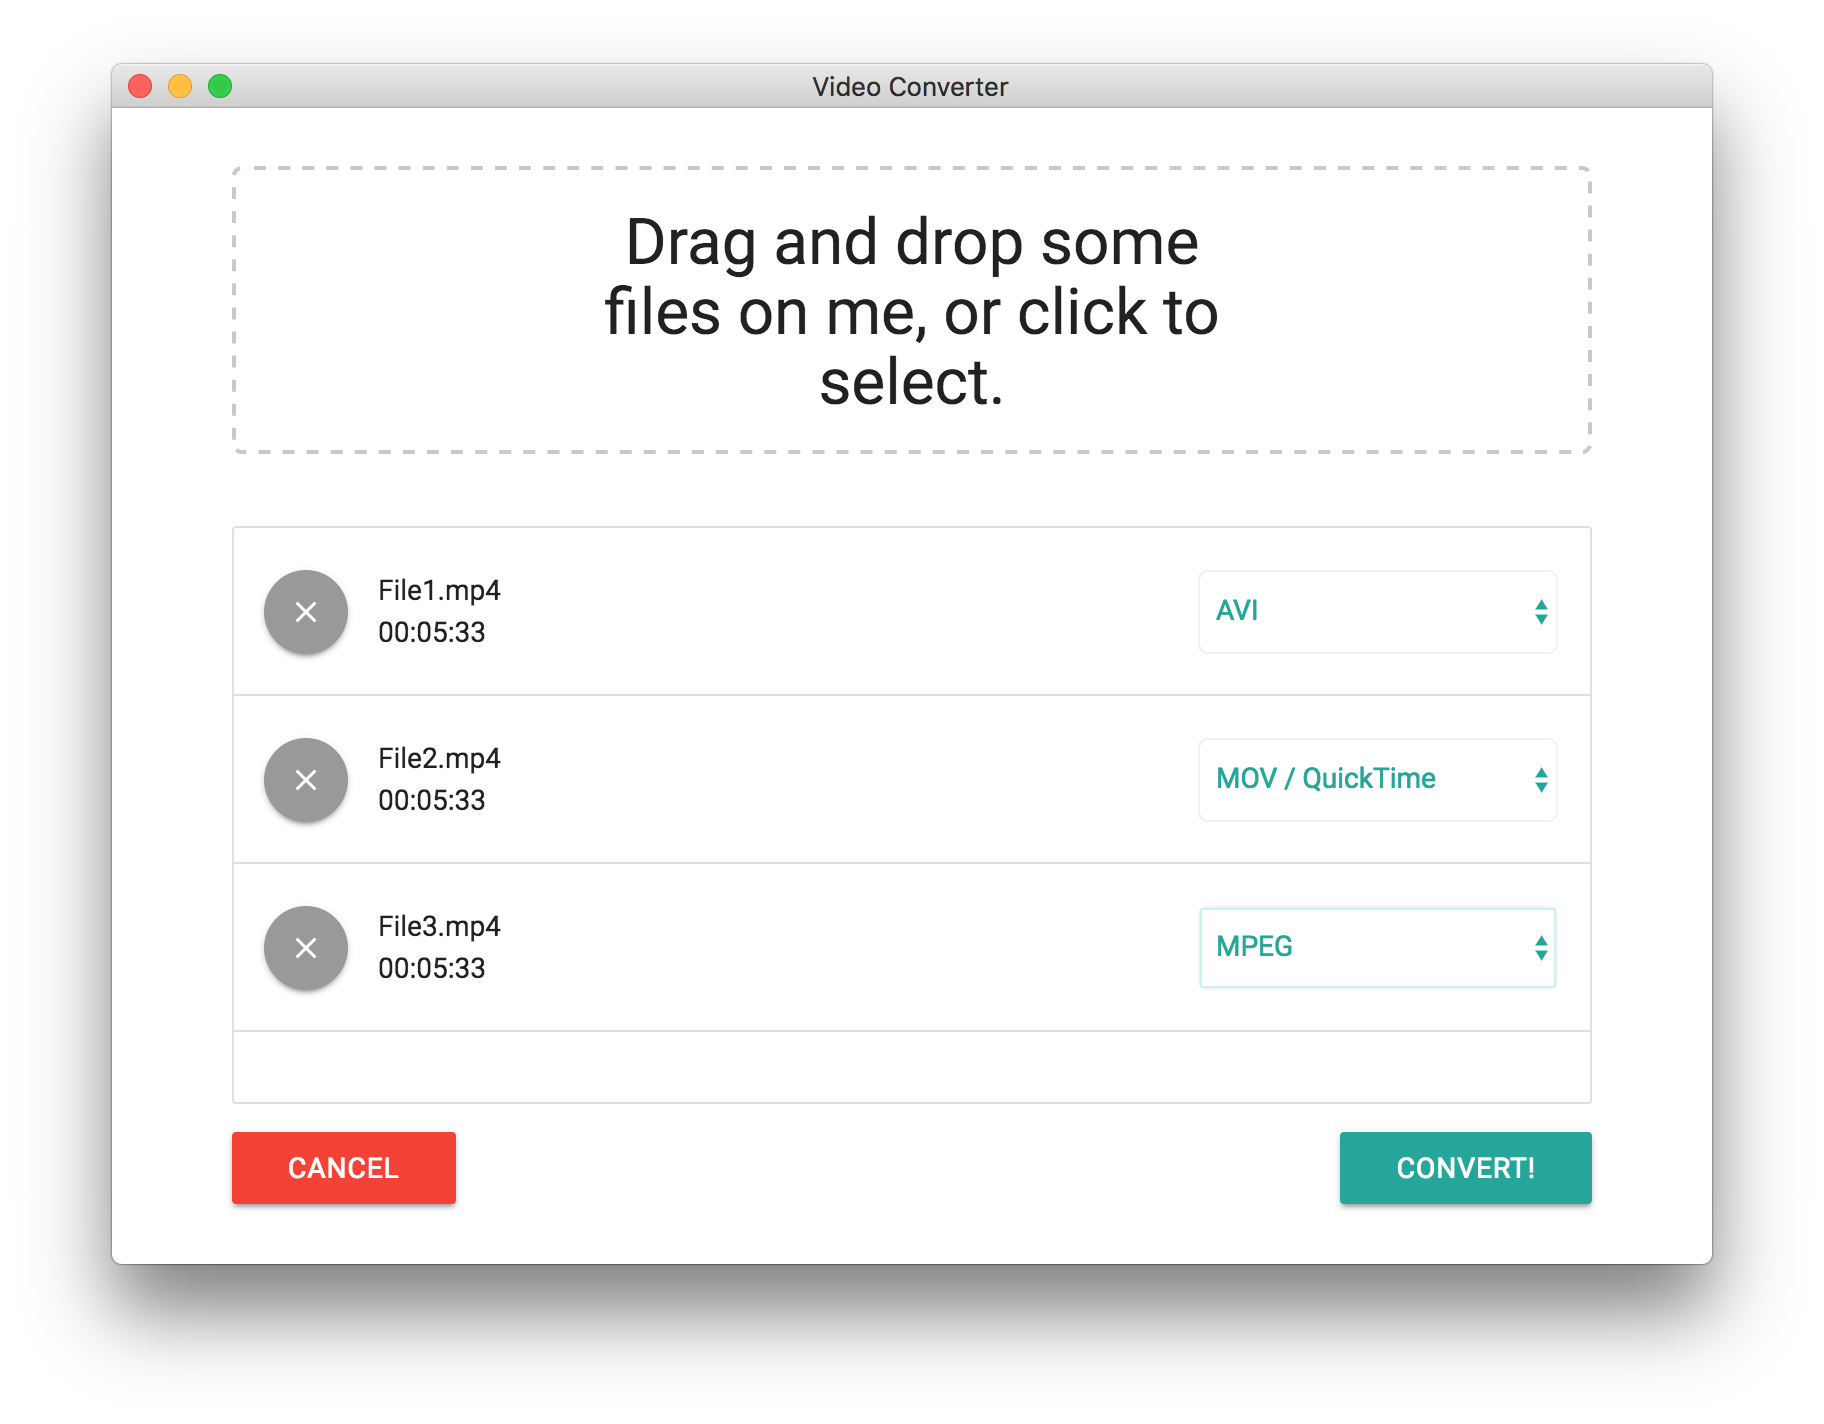 Video Converter
Drag and drop some
files on me, or click to
select.
File1.mp4
00:05:33
AVI
File2.mp4
00:05:33
MOV / QuickTime
File3.mp4
00:05:33
MPEG
CANCEL
CONVERT!